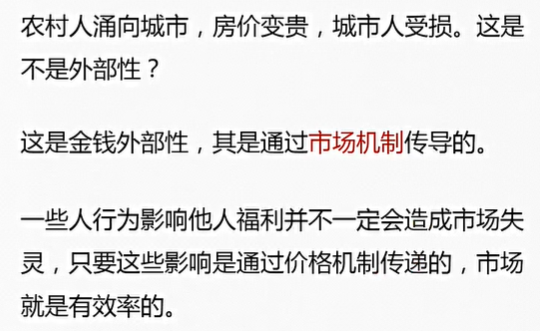 农村人涌向城市，房价变贵，城市人受损。这是
不是外部性？
这是金钱外部性，其是通过市场机制传导的。
一些人行为影响他人福利并不一定会造成市场失
灵，只要这些影响是通过价格机制传递的，市场
就是有效率的。